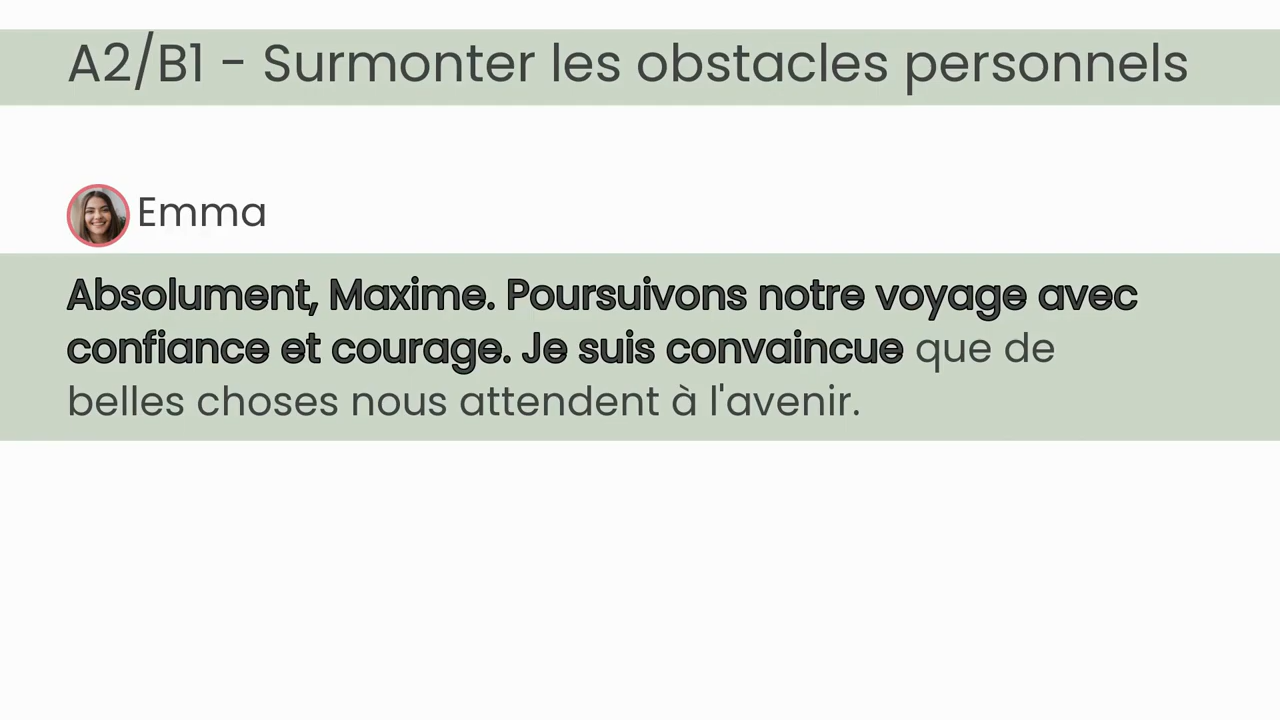 A2/B1 - Surmonter les obstacles personnels
Emma
Absolument, Maxime. Poursuivons notre voyage avec
confiance et courage. Je suis convaincue que de
belles choses nous attendent à l'avenir.